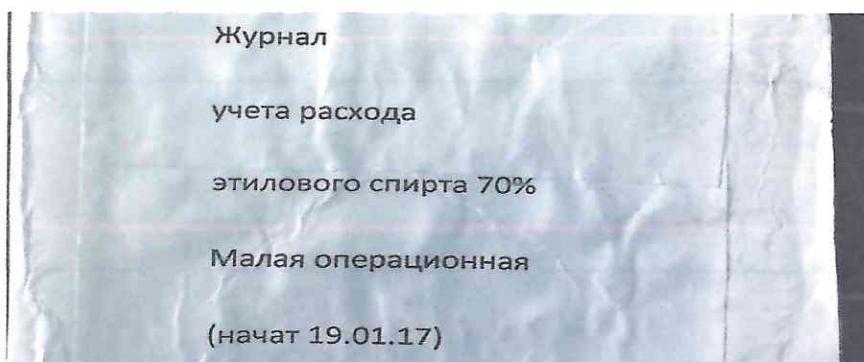 Журнал
учета расхода
этилового спирта 70%
Малая операционная
(начат 19.01.17)